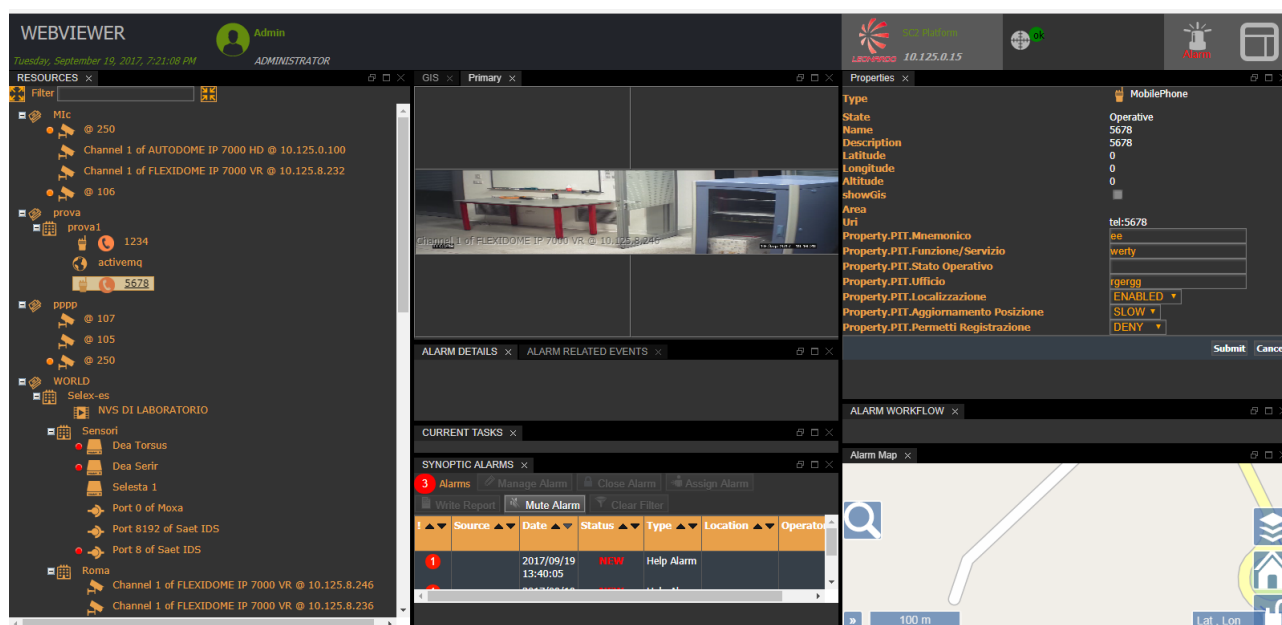 WEBVIEWER
Admin
Tuesday, September 19, 2017, 7:21:08 PM
ADMINISTRATOR
LEONARDO
SC2 Platform
10.125.0.15
ok
Alarm
RESOURCES
Filter
MIc
@ 250
Channel 1 of AUTODOME IP 7000 HD @ 10.125.0.100
Channel 1 of FLEXIDOME IP 7000 VR @ 10.125.8.232
@ 106
prova
prova1
1234
activemq
5678
pppp
@ 107
@ 105
@ 250
WORLD
Selex-es
NVS DI LABORATORIO
Sensori
Dea Torsus
Dea Serir
Selesta 1
Port 0 of Moxa
Port 8192 of Saet IDS
Port 8 of Saet IDS
Roma
Channel 1 of FLEXIDOME IP 7000 VR @ 10.125.8.246
Channel 1 of FLEXIDOME IP 7000 VR @ 10.125.8.236
GIS Primary
Channel 1 of FLEXIDOME IP 7000 VR @ 10.125.8.246
ALARM DETAILS ALARM RELATED EVENTS
CURRENT TASKS
SYNOPTIC ALARMS
3 Alarms Manage Alarm Close Alarm Assign Alarm
Write Report Mute Alarm Clear Filter
! Source Date Status Type Location Operator
1 2017/09/19 NEW Help Alarm
13:40:05
Properties
Type MobilePhone
State Operative
Name 5678
Description 5678
Latitude 0
Longitude 0
Altitude 0
showGis
Area
Uri tel:5678
Property.PIT.Mnemonico ee
Property.PIT.Funzione/Servizio werty
Property.PIT.Stato Operativo
Property.PIT.Ufficio rgergg
Property.PIT.Localizzazione ENABLED
Property.PIT.Aggiornamento Posizione SLOW
Property.PIT.Permetti Registrazione DENY
Submit Cance
ALARM WORKFLOW
Alarm Map
» 100 m
Lat , Lon